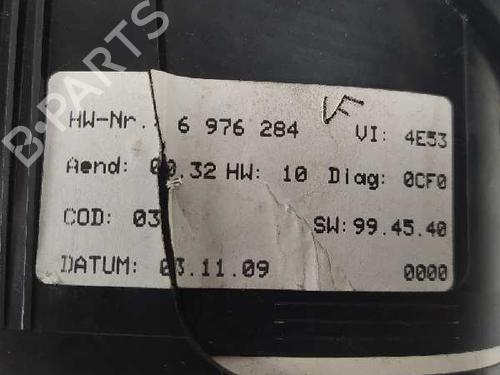 B-PARTS
HW-Nr. 6 976 284 VF VI: 4E53
Aend: 00.32 HW: 10 Diag: 0CF0
COD: 03 SW: 99.45.40
DATUM: 03.11.09 0000